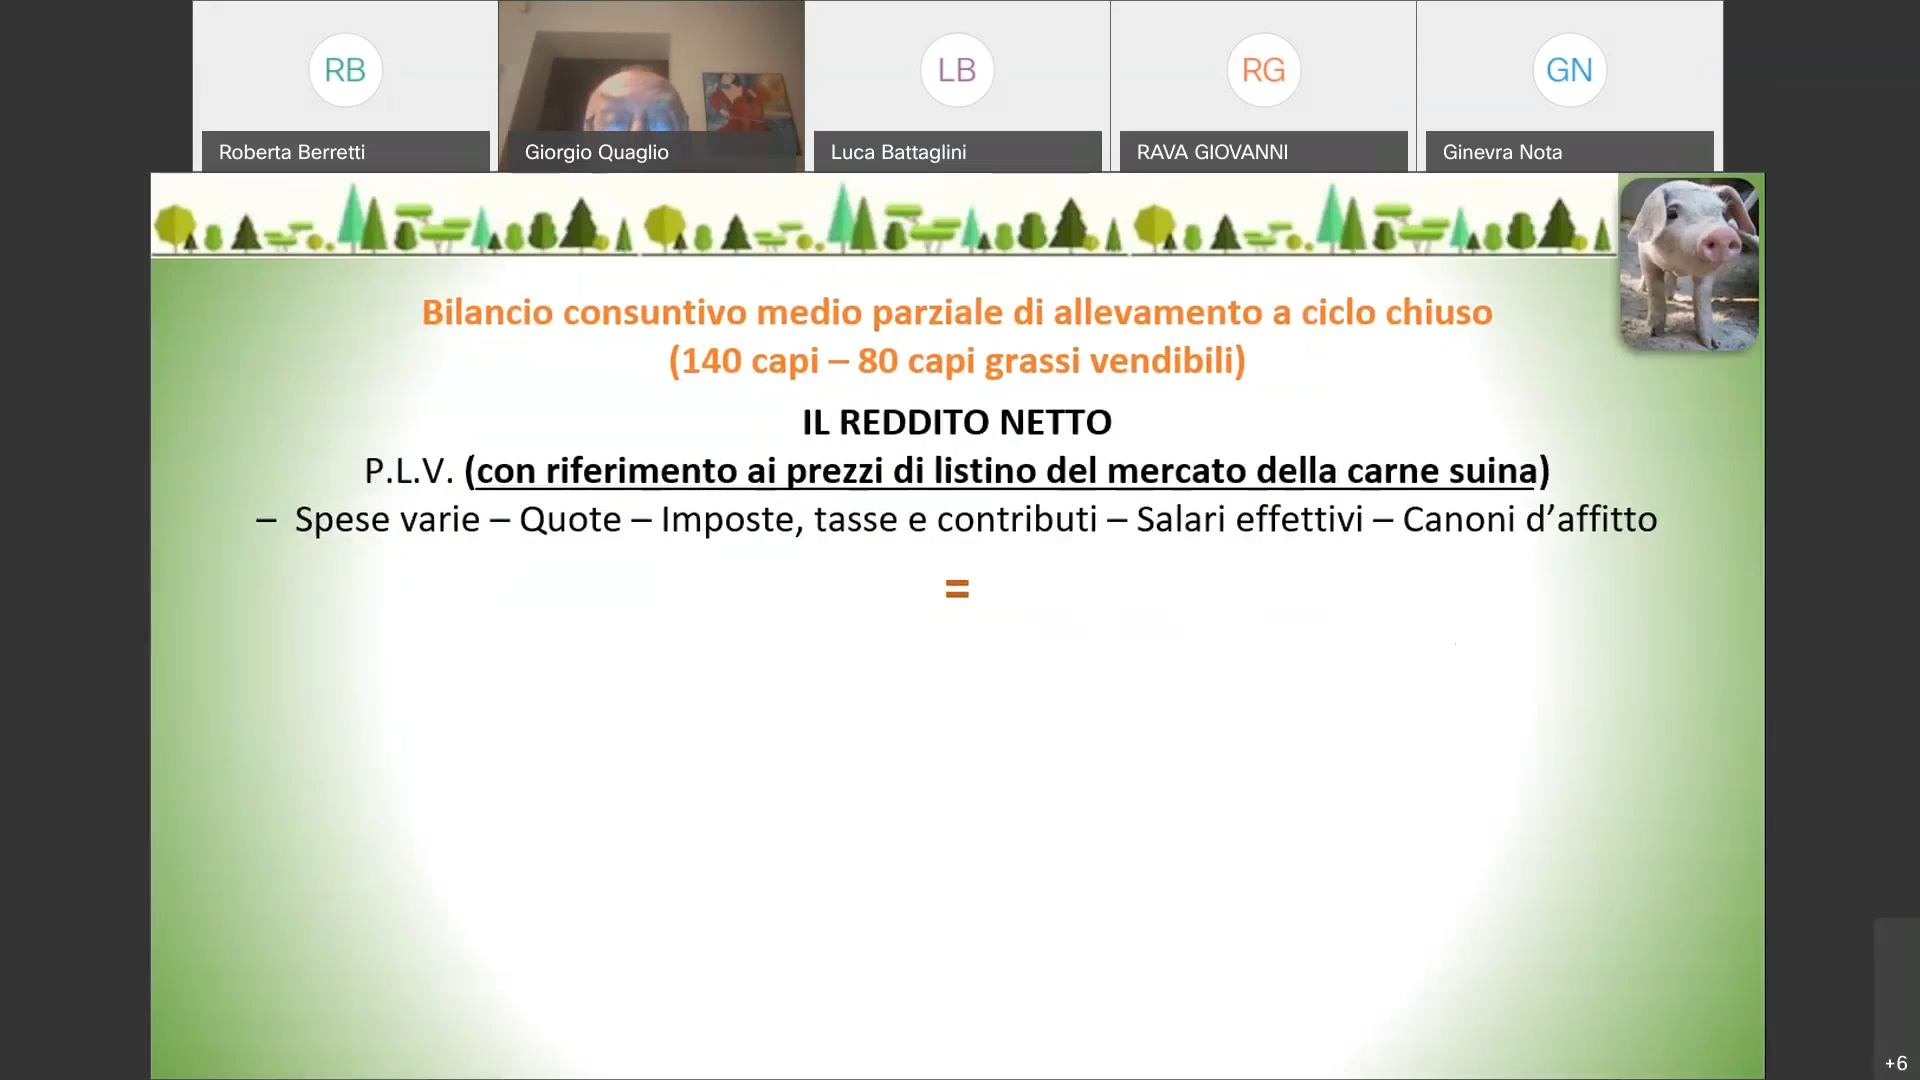 RB
LB
RG
GN
Roberta Berretti
Giorgio Quaglio
Luca Battaglini
RAVA GIOVANNI
Ginevra Nota
Bilancio consuntivo medio parziale di allevamento a ciclo chiuso
(140 capi – 80 capi grassi vendibili)
IL REDDITO NETTO
P.L.V. (con riferimento ai prezzi di listino del mercato della carne suina)
– Spese varie – Quote – Imposte, tasse e contributi – Salari effettivi – Canoni d’affitto
=
+6